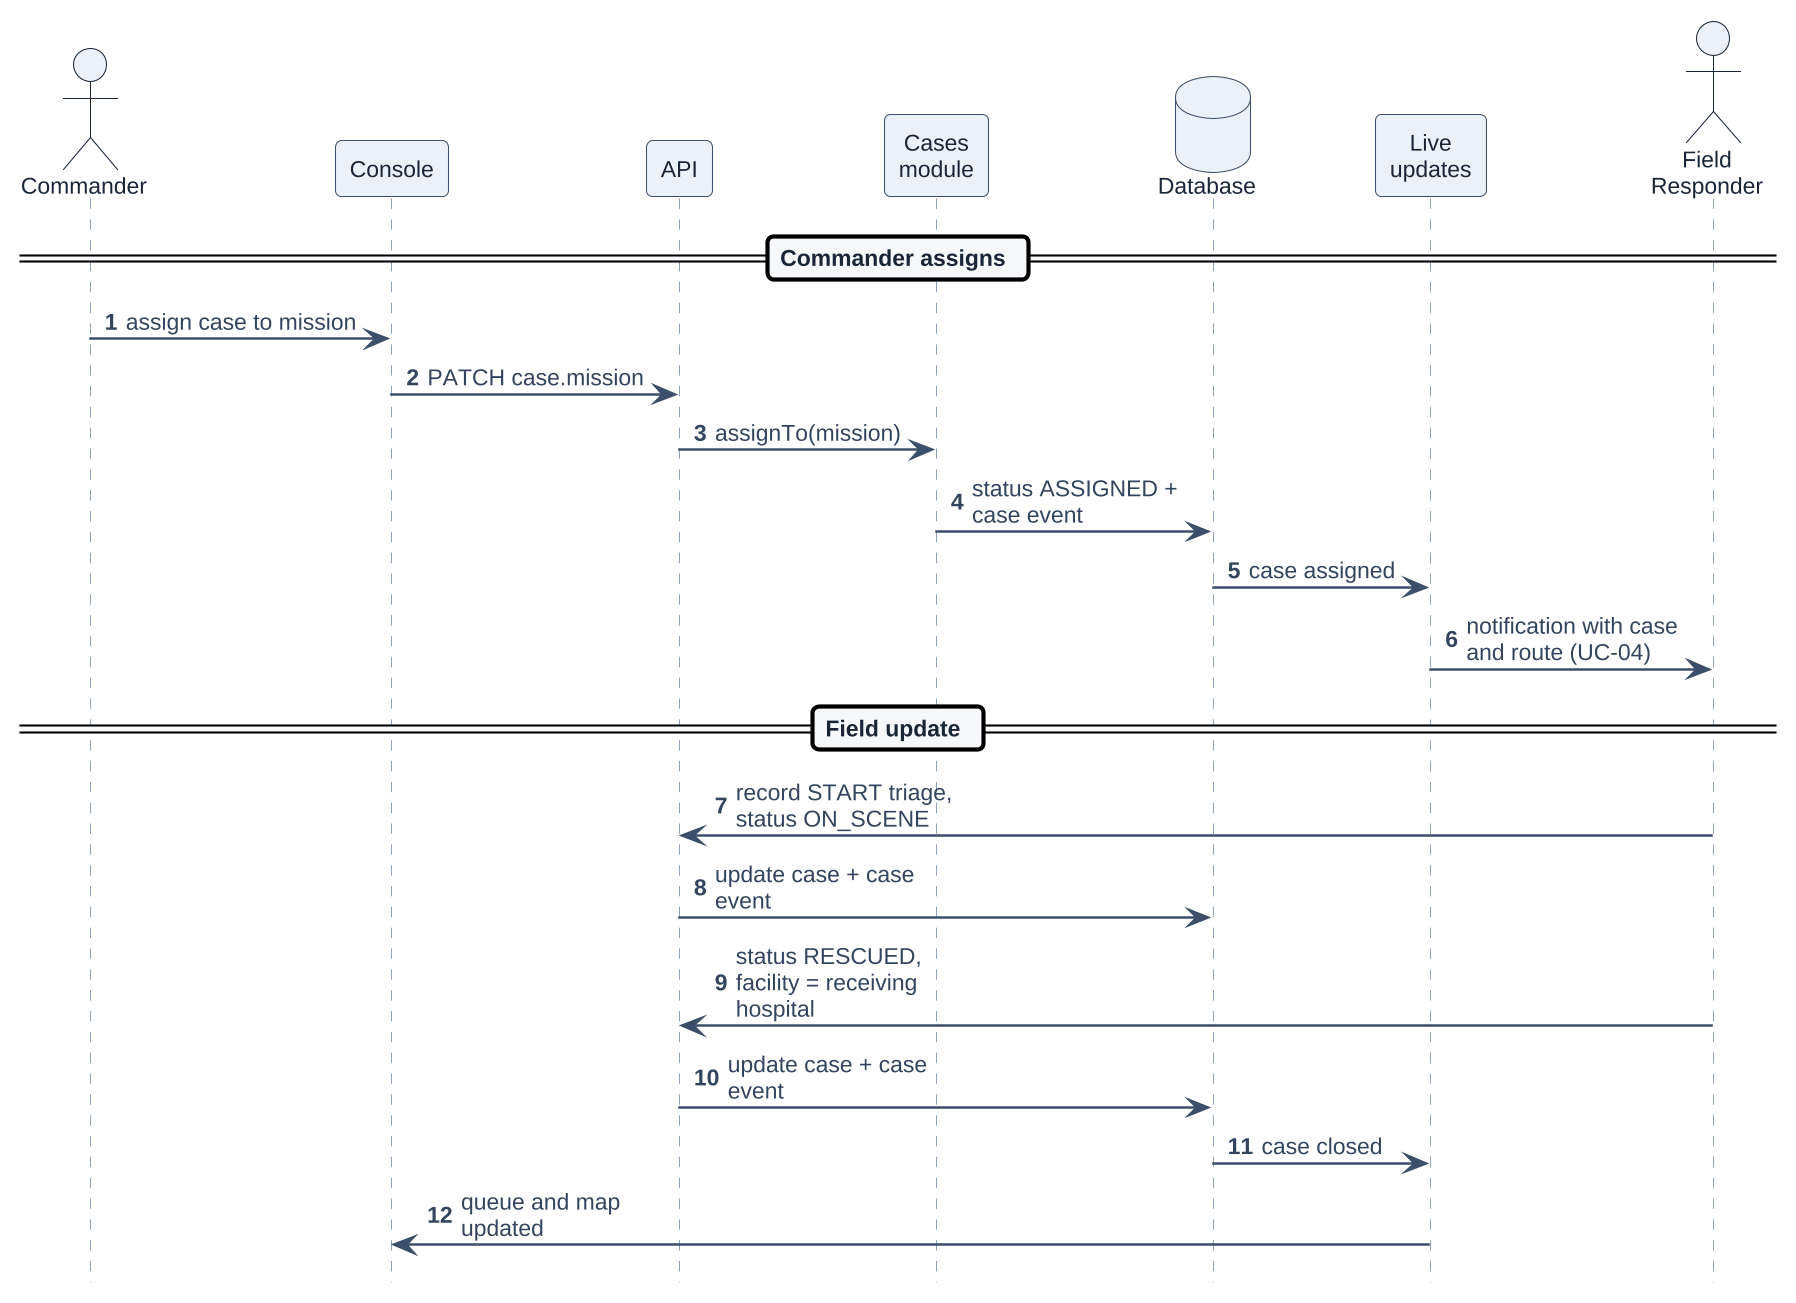 Commander
Console
API
Cases
module
Database
Live
updates
Field
Responder
Commander assigns
1 assign case to mission
2 PATCH case.mission
3 assignTo(mission)
4 status ASSIGNED +
case event
5 case assigned
6 notification with case
and route (UC-04)
Field update
7 record START triage,
status ON_SCENE
8 update case + case
event
9 status RESCUED,
facility = receiving
hospital
10 update case + case
event
11 case closed
12 queue and map
updated